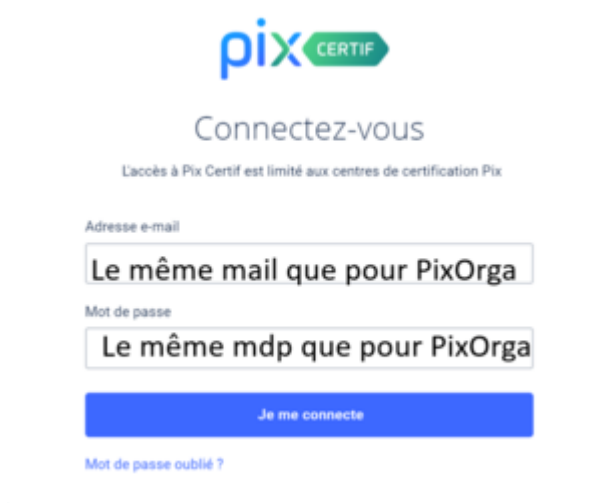 pix CERTIF
Connectez-vous
L'accès à Pix Certif est limité aux centres de certification Pix
Adresse e-mail
Le même mail que pour PixOrga
Mot de passe
Le même mdp que pour PixOrga
Je me connecte
Mot de passe oublié ?